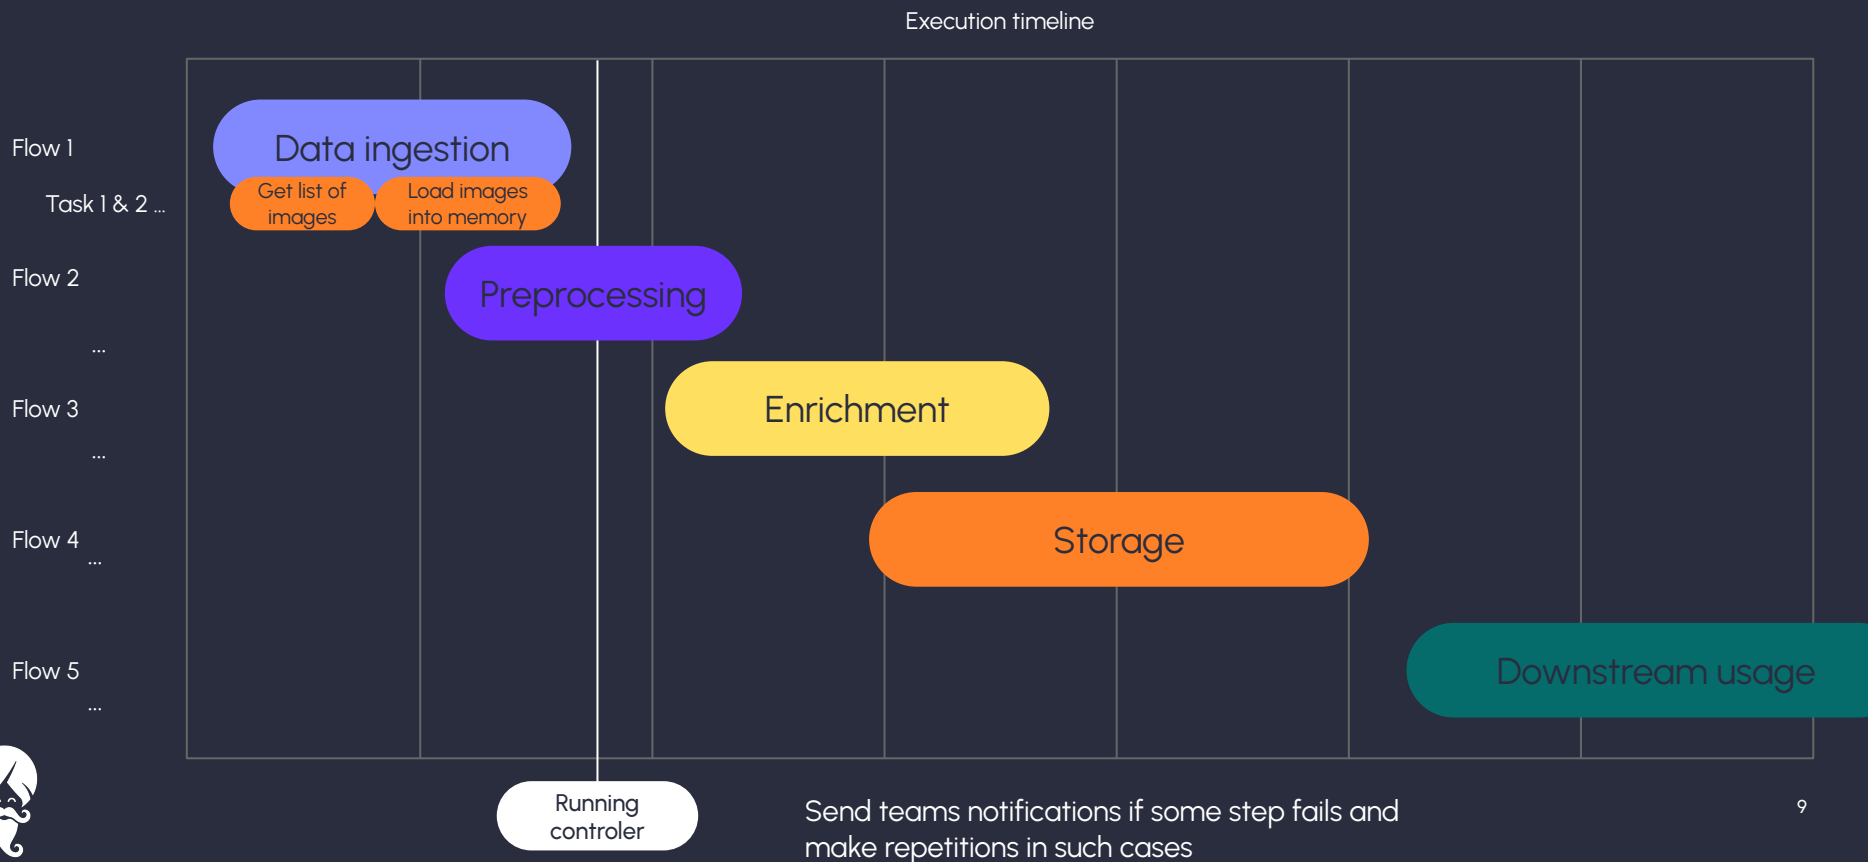 Execution timeline
Flow 1
Data ingestion
Task 1 & 2 ...
Get list of
images
Load images
into memory
Flow 2
Preprocessing
...
Flow 3
Enrichment
...
Flow 4
Storage
...
Flow 5
Downstream usage
...
Running
controler
Send teams notifications if some step fails and
make repetitions in such cases
9